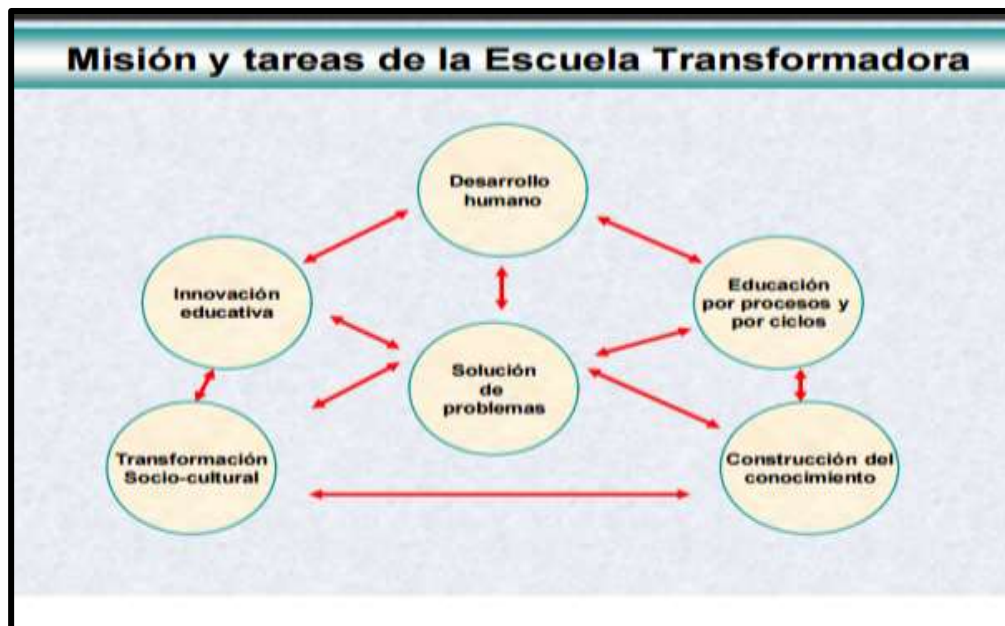 Misión y tareas de la Escuela Transformadora
Desarrollo
humano
Innovación
educativa
Educación
por procesos y
por ciclos
Solución
de
problemas
Transformación
Socio-cultural
Construcción del
conocimiento